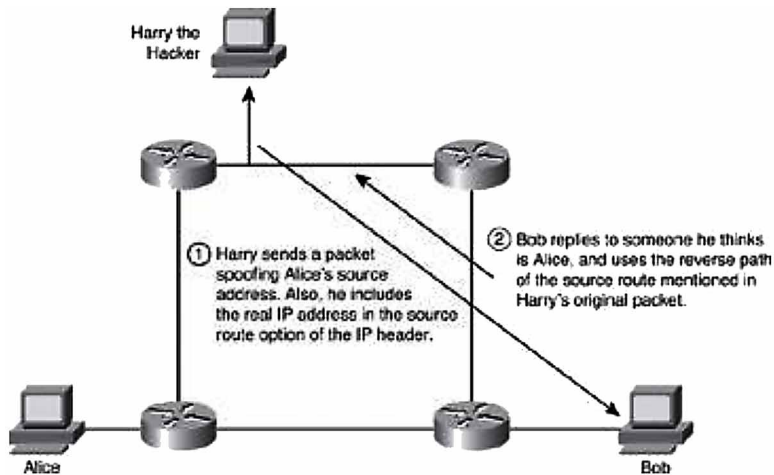 Harry the
Hacker
1 Harry sends a packet
spoofing Alice's source
address. Also, he includes
the real IP address in the source
route option of the IP header.
2 Bob replies to someone he thinks
is Alice, and uses the reverse path
of the source route mentioned in
Harry's original packet.
Alice
Bob